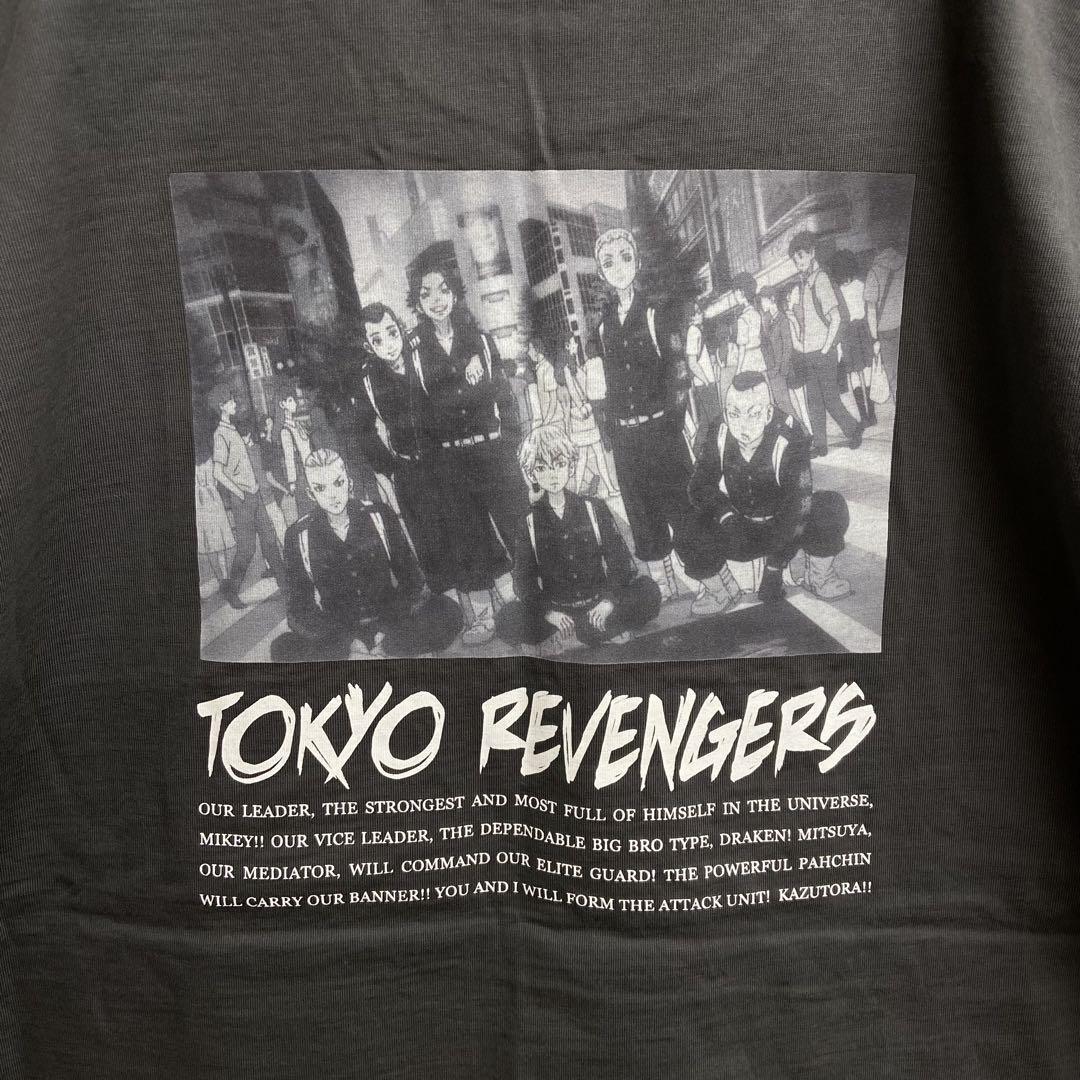 TOKYO REVENGERS
OUR LEADER, THE STRONGEST AND MOST FULL OF HIMSELF IN THE UNIVERSE,
MIKEY!! OUR VICE LEADER, THE DEPENDABLE BIG BRO TYPE, DRAKEN! MITSUYA,
OUR MEDIATOR, WILL COMMAND OUR ELITE GUARD! THE POWERFUL PAHCHIN
WILL CARRY OUR BANNER!! YOU AND I WILL FORM THE ATTACK UNIT! KAZUTORA!!